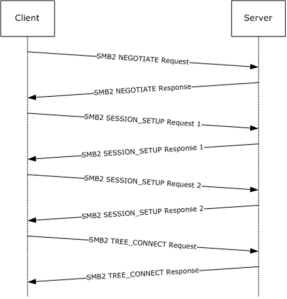 Client
Server
SMB2 NEGOTIATE Request
SMB2 NEGOTIATE Response
SMB2 SESSION_SETUP Request 1
SMB2 SESSION_SETUP Response 1
SMB2 SESSION_SETUP Request 2
SMB2 SESSION_SETUP Response 2
SMB2 TREE_CONNECT Request
SMB2 TREE_CONNECT Response